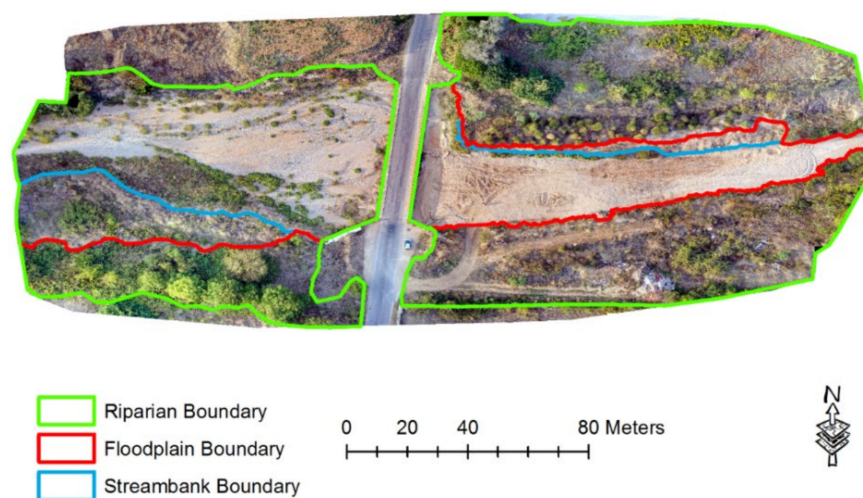 Riparian Boundary
Floodplain Boundary
Streambank Boundary
0 20 40 80 Meters
N